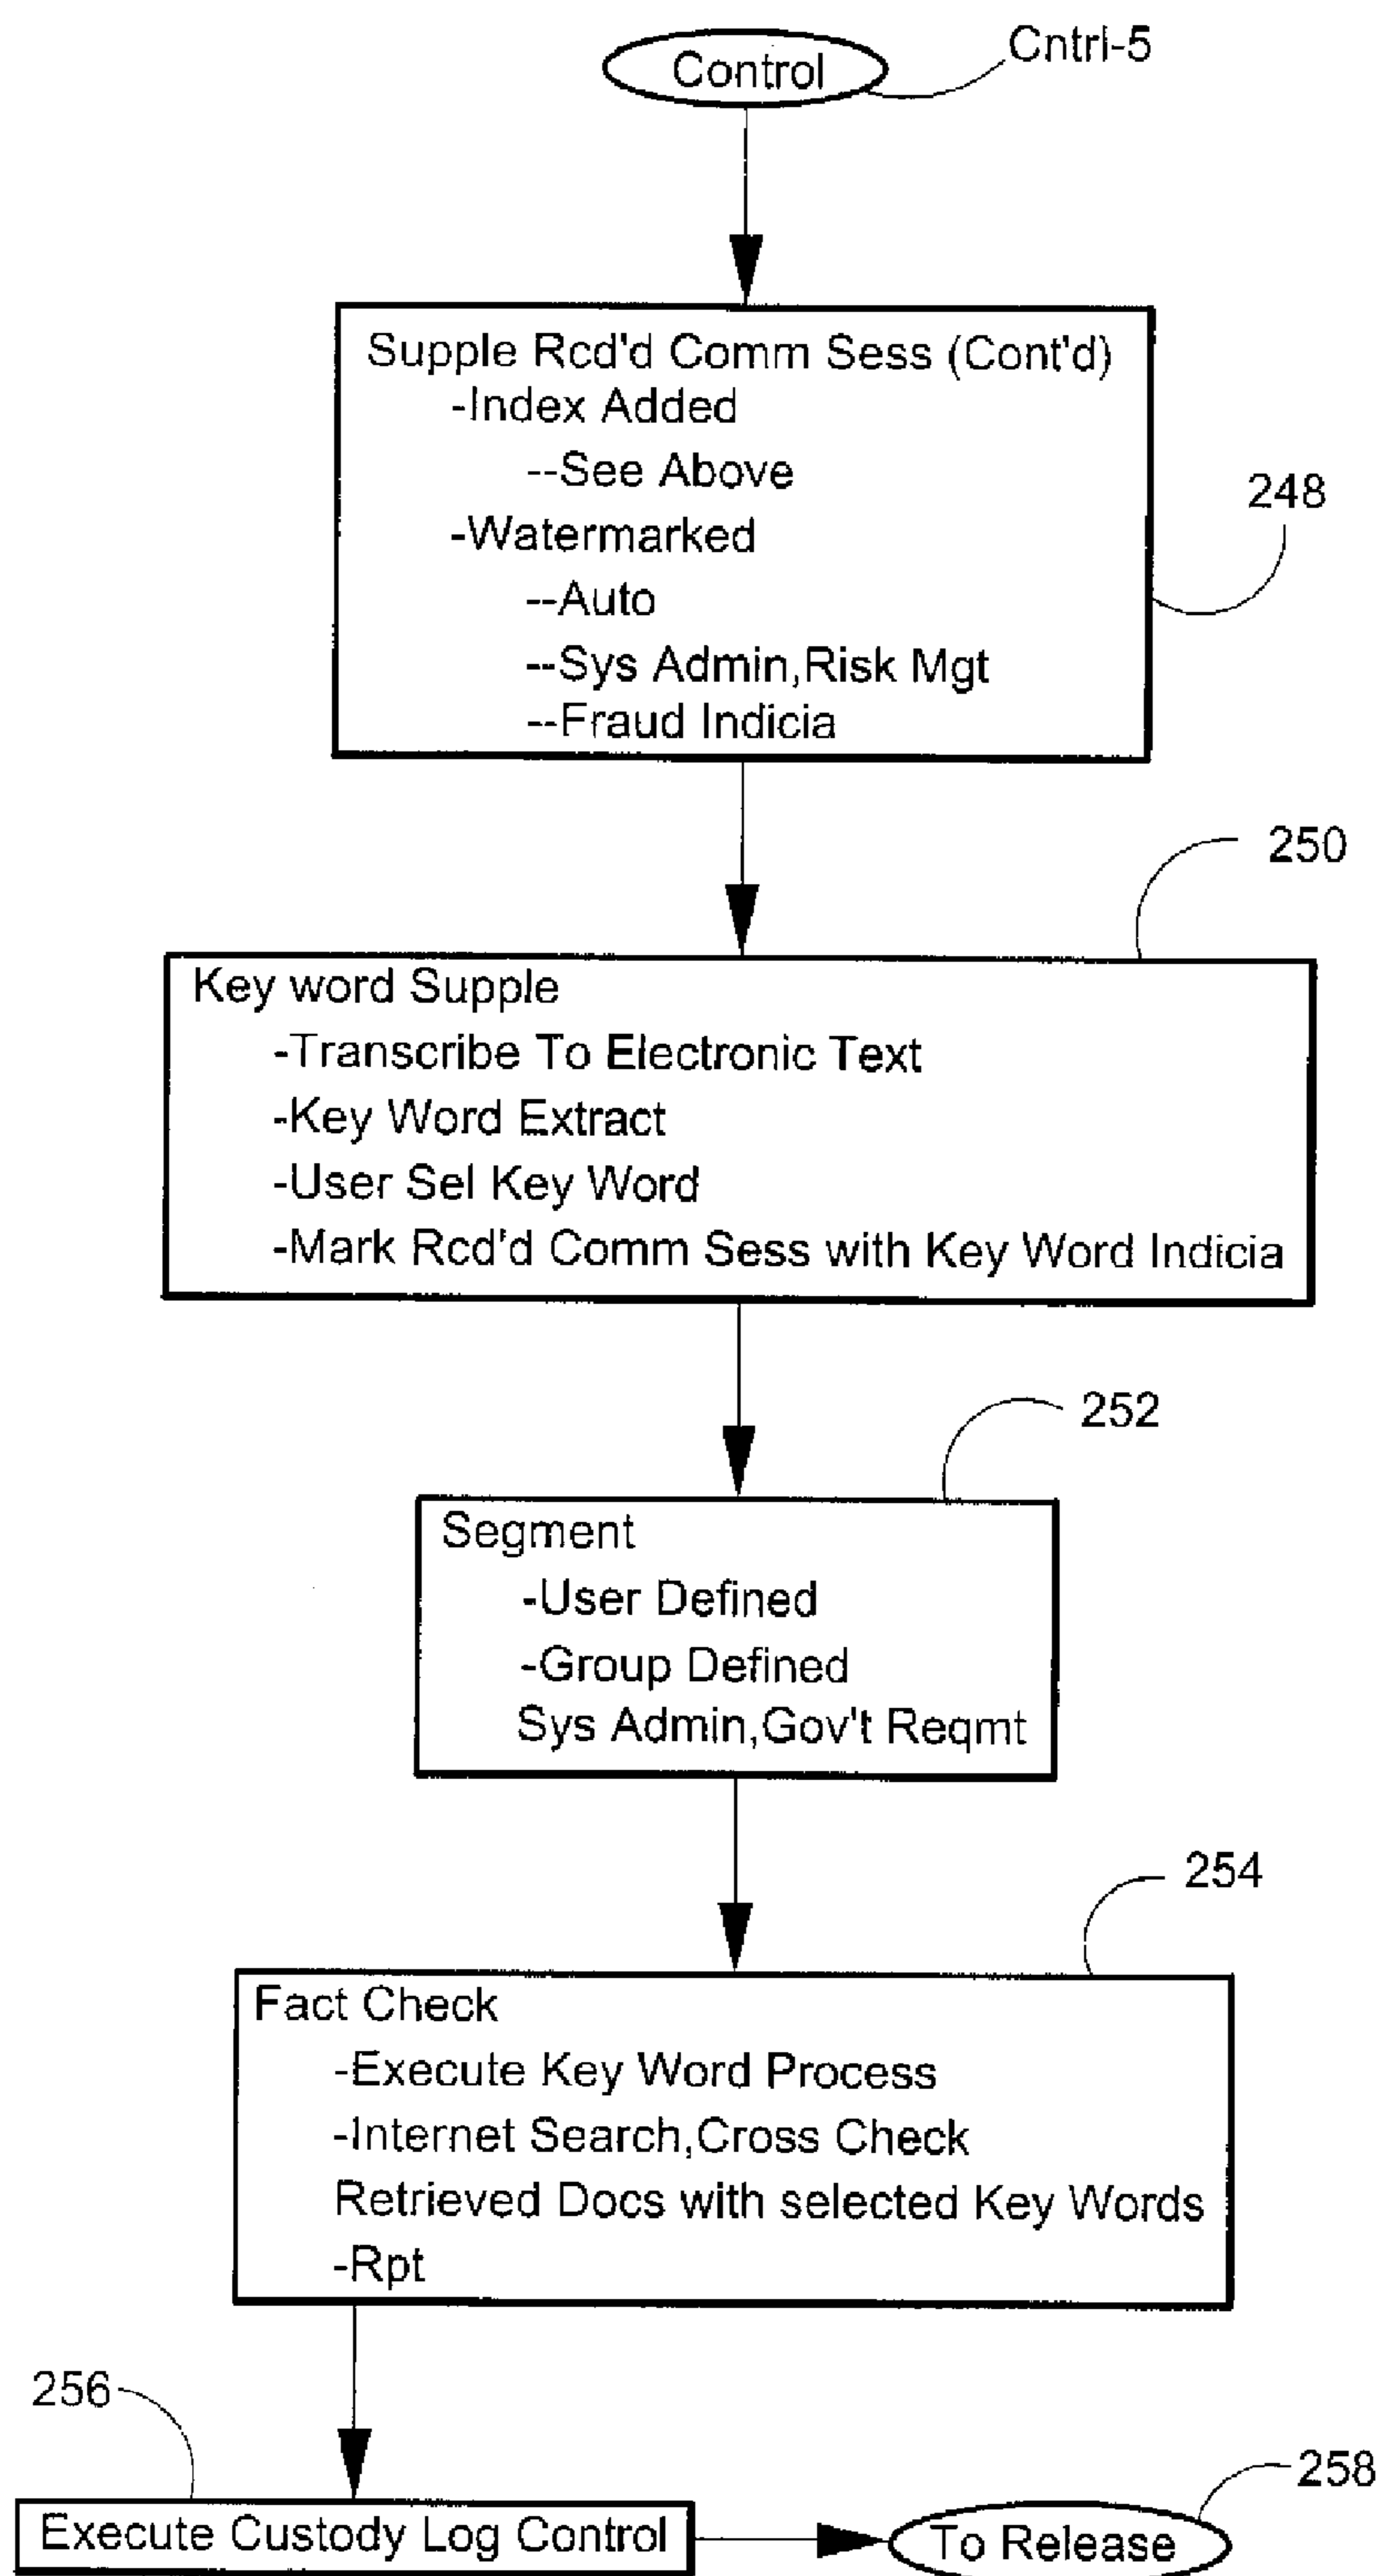 Control
Cntrl-5
Supple Rcd'd Comm Sess (Cont'd)
-Index Added
--See Above
-Watermarked
--Auto
--Sys Admin,Risk Mgt
--Fraud Indicia
248
250
Key word Supple
-Transcribe To Electronic Text
-Key Word Extract
-User Sel Key Word
-Mark Rcd'd Comm Sess with Key Word Indicia
252
Segment
-User Defined
-Group Defined
Sys Admin,Gov't Reqmt
254
Fact Check
-Execute Key Word Process
-Internet Search,Cross Check
Retrieved Docs with selected Key Words
-Rpt
256
Execute Custody Log Control
258
To Release